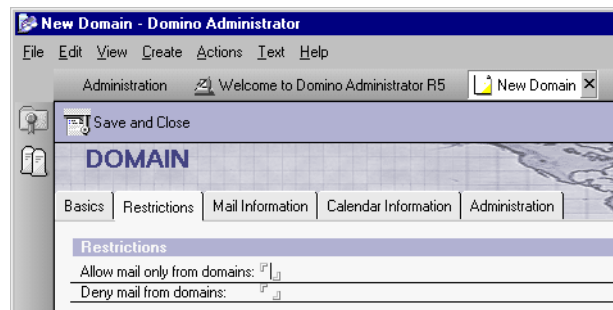 New Domain - Domino Administrator
File Edit View Create Actions Text Help
Administration Welcome to Domino Administrator R5 New Domain
Save and Close
DOMAIN
Basics Restrictions Mail Information Calendar Information Administration
Restrictions
Allow mail only from domains:
Deny mail from domains: